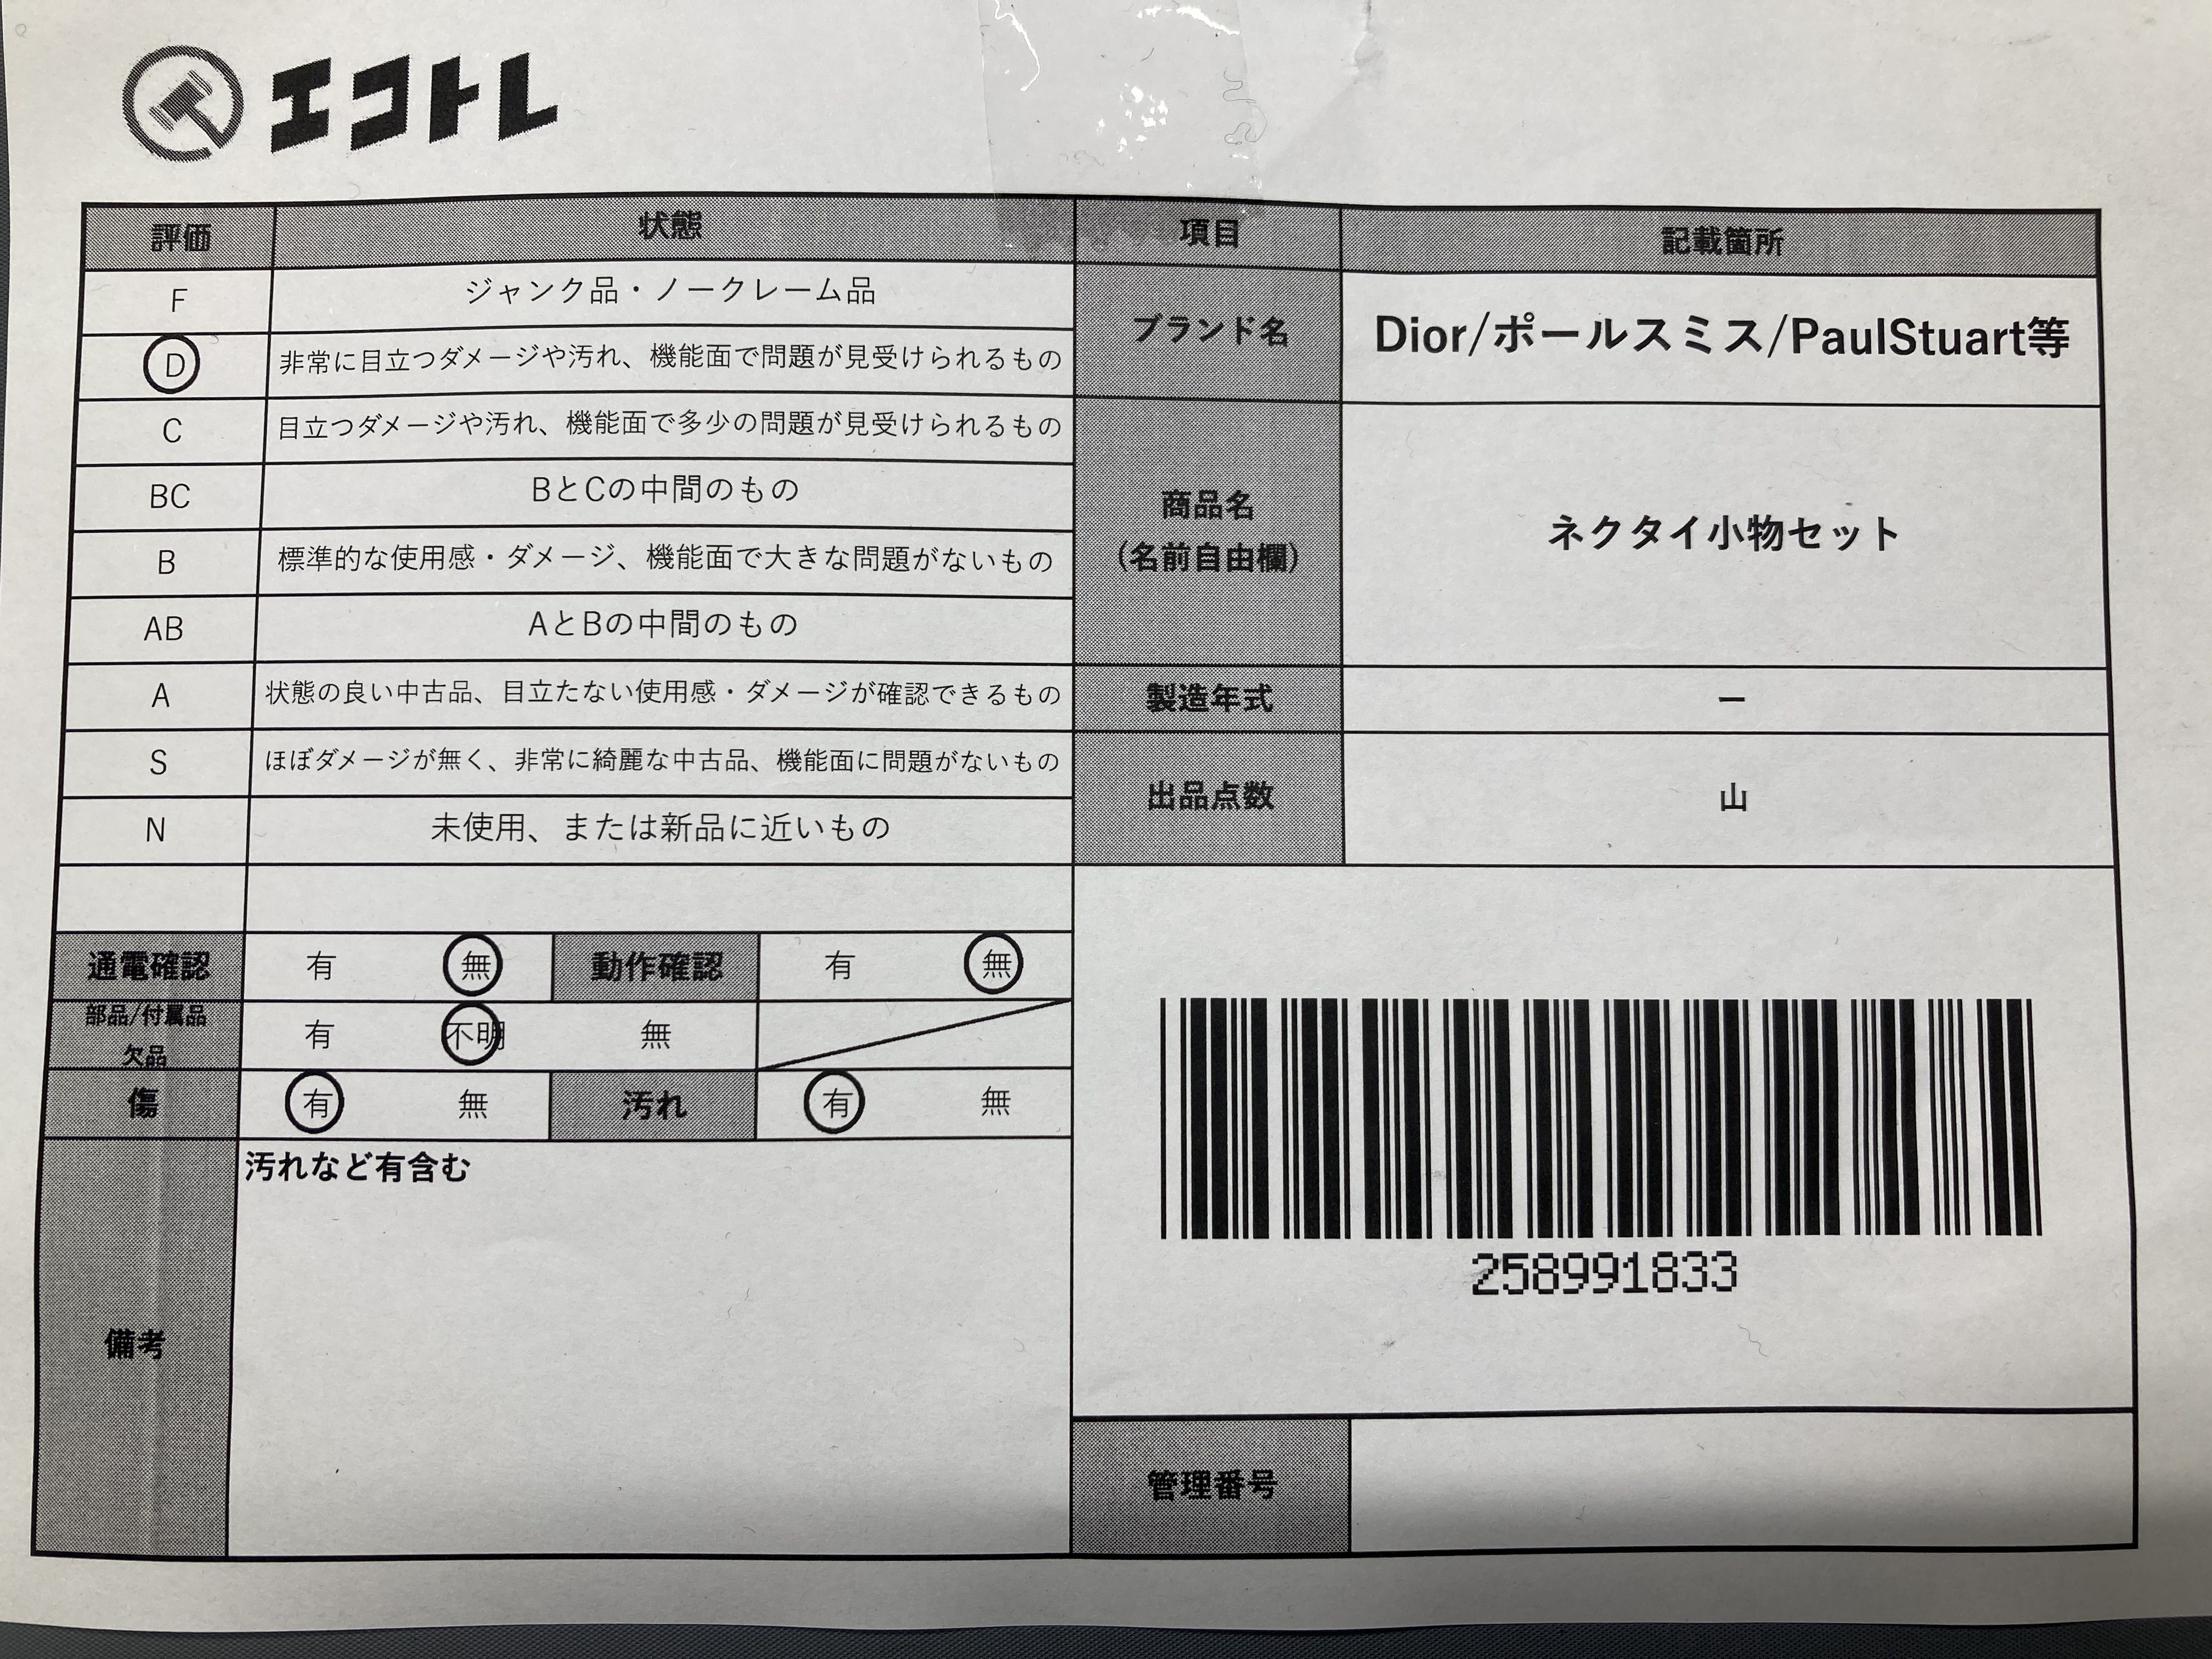 エコトレ
評価 状態 項目 記載箇所
F ジャンク品・ノークレーム品
D 非常に目立つダメージや汚れ、機能面で問題が見受けられるもの
ブランド名 Dior/ポールスミス/PaulStuart等
C 目立つダメージや汚れ、機能面で多少の問題が見受けられるもの
BC BとCの中間のもの
商品名
(名前自由欄)
ネクタイ小物セット
B 標準的な使用感・ダメージ、機能面で大きな問題がないもの
AB AとBの中間のもの
A 状態の良い中古品、目立たない使用感・ダメージが確認できるもの
製造年式 ー
S ほぼダメージが無く、非常に綺麗な中古品、機能面に問題がないもの
出品点数 山
N 未使用、または新品に近いもの
通電確認 有 無 動作確認 有 無
部品/付属品
欠品
有 不明 無
傷 有 無 汚れ 有 無
備考
汚れなど有含む
258991833
管理番号